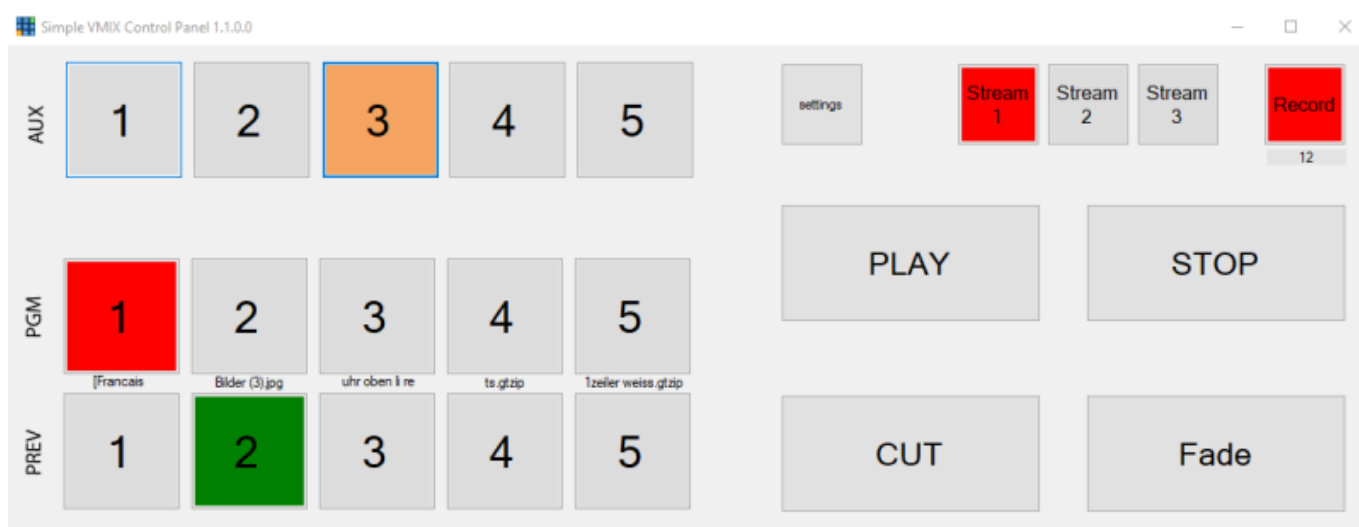 Simple VMIX Control Panel 1.1.0.0
AUX
1 2 3 4 5
settings
Stream
1
Stream
2
Stream
3
Record
12
PLAY
STOP
PGM
1 2 3 4 5
[Francais
Bilder (3).jpg
uhr oben li re
ts.gtzip
1zeiler weiss.gtzip
PREV
1 2 3 4 5
CUT
Fade